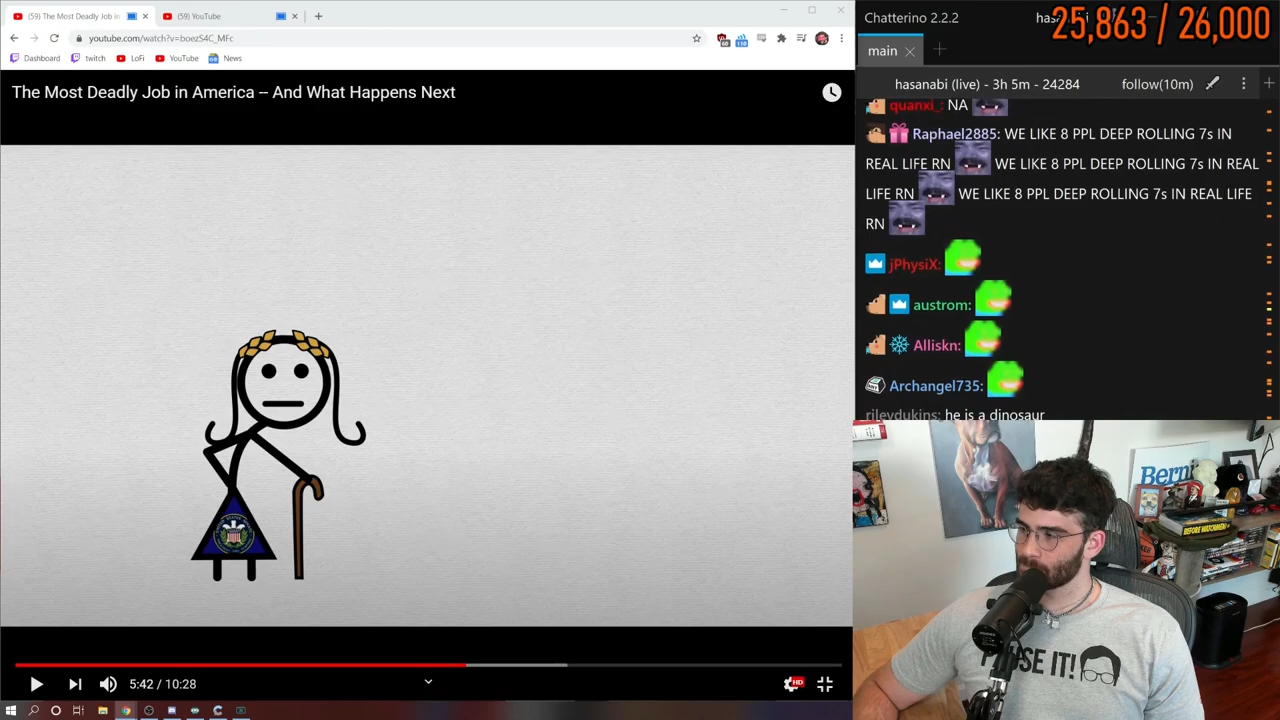 (59) The Most Deadly Job in
(59) YouTube
youtube.com/watch?v=boezS4C_MFc
Dashboard
twitch
LoFi
YouTube
News
The Most Deadly Job in America -- And What Happens Next
5:42 / 10:28
HD
Chatterino 2.2.2
25,863 / 26,000
main
hasanabi (live) - 3h 5m - 24284
follow(10m)
quanxi_: NA
Raphael2885: WE LIKE 8 PPL DEEP ROLLING 7s IN
REAL LIFE RN WE LIKE 8 PPL DEEP ROLLING 7s IN REAL
LIFE RN WE LIKE 8 PPL DEEP ROLLING 7s IN REAL LIFE
RN
jPhysiX:
austrom:
Alliskn:
Archangel735:
rileydukins: he is a dinosaur
Bern